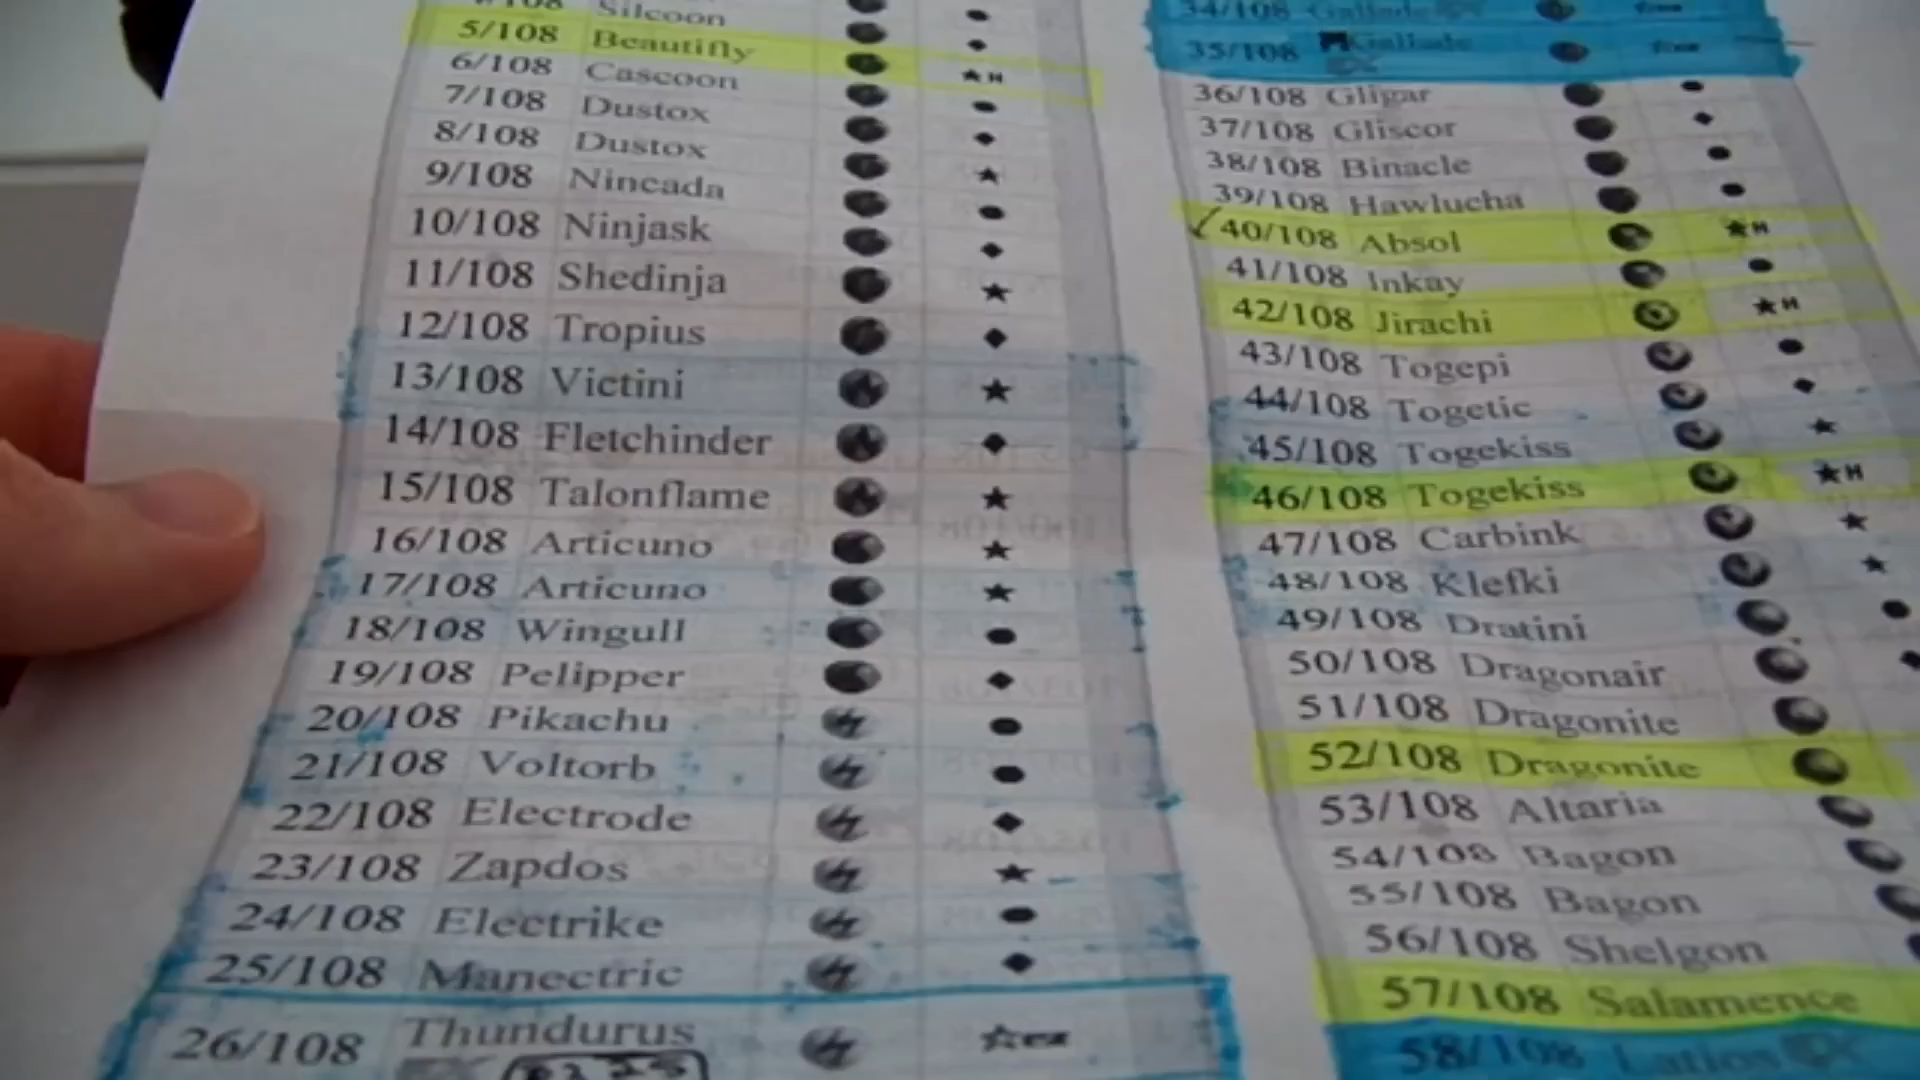 Silcoon
5/108 Beautifly
6/108 Cascoon
7/108 Dustox
8/108 Dustox
9/108 Nincada
10/108 Ninjask
11/108 Shedinja
12/108 Tropius
13/108 Victini
14/108 Fletchinder
15/108 Talonflame
16/108 Articuno
17/108 Articuno
18/108 Wingull
19/108 Pelipper
20/108 Pikachu
21/108 Voltorb
22/108 Electrode
23/108 Zapdos
24/108 Electrike
25/108 Manectric
26/108 Thundurus
34/108 Gallade
35/108 Gallade
36/108 Gligar
37/108 Gliscor
38/108 Binacle
39/108 Hawlucha
40/108 Absol
41/108 Inkay
42/108 Jirachi
43/108 Togepi
44/108 Togetic
45/108 Togekiss
46/108 Togekiss
47/108 Carbink
48/108 Klefki
49/108 Dratini
50/108 Dragonair
51/108 Dragonite
52/108 Dragonite
53/108 Altaria
54/108 Bagon
55/108 Bagon
56/108 Shelgon
57/108 Salamence
58/108 Latios